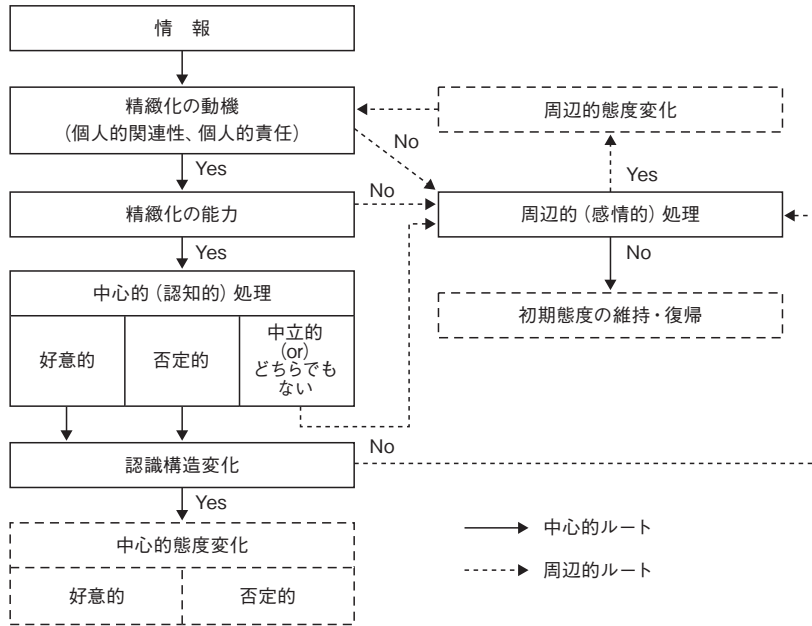 情　報
精緻化の動機
（個人的関連性、個人的責任）
周辺的態度変化
No
Yes
No
Yes
精緻化の能力
周辺的（感情的）処理
Yes
No
中心的（認知的）処理
初期態度の維持・復帰
好意的
否定的
中立的
(or)
どちらでも
ない
認識構造変化
No
Yes
中心的態度変化
好意的
否定的
中心的ルート
周辺的ルート